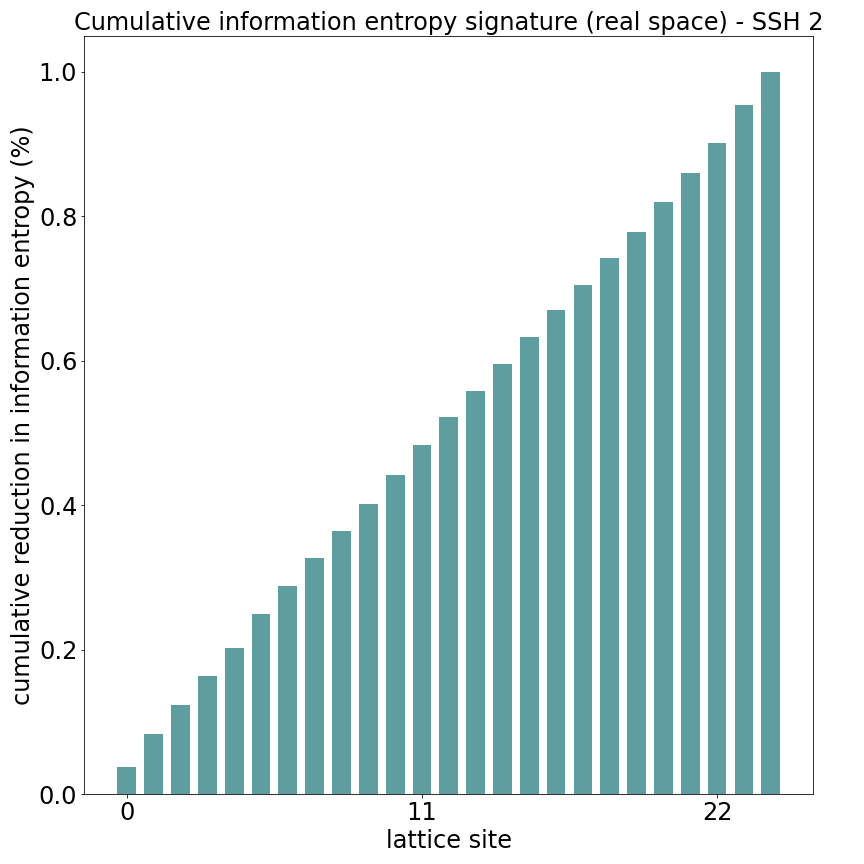 Cumulative information entropy signature (real space) - SSH 2
cumulative reduction in information entropy (%)
1.0
0.8
0.6
0.4
0.2
0.0
0 11 22
lattice site